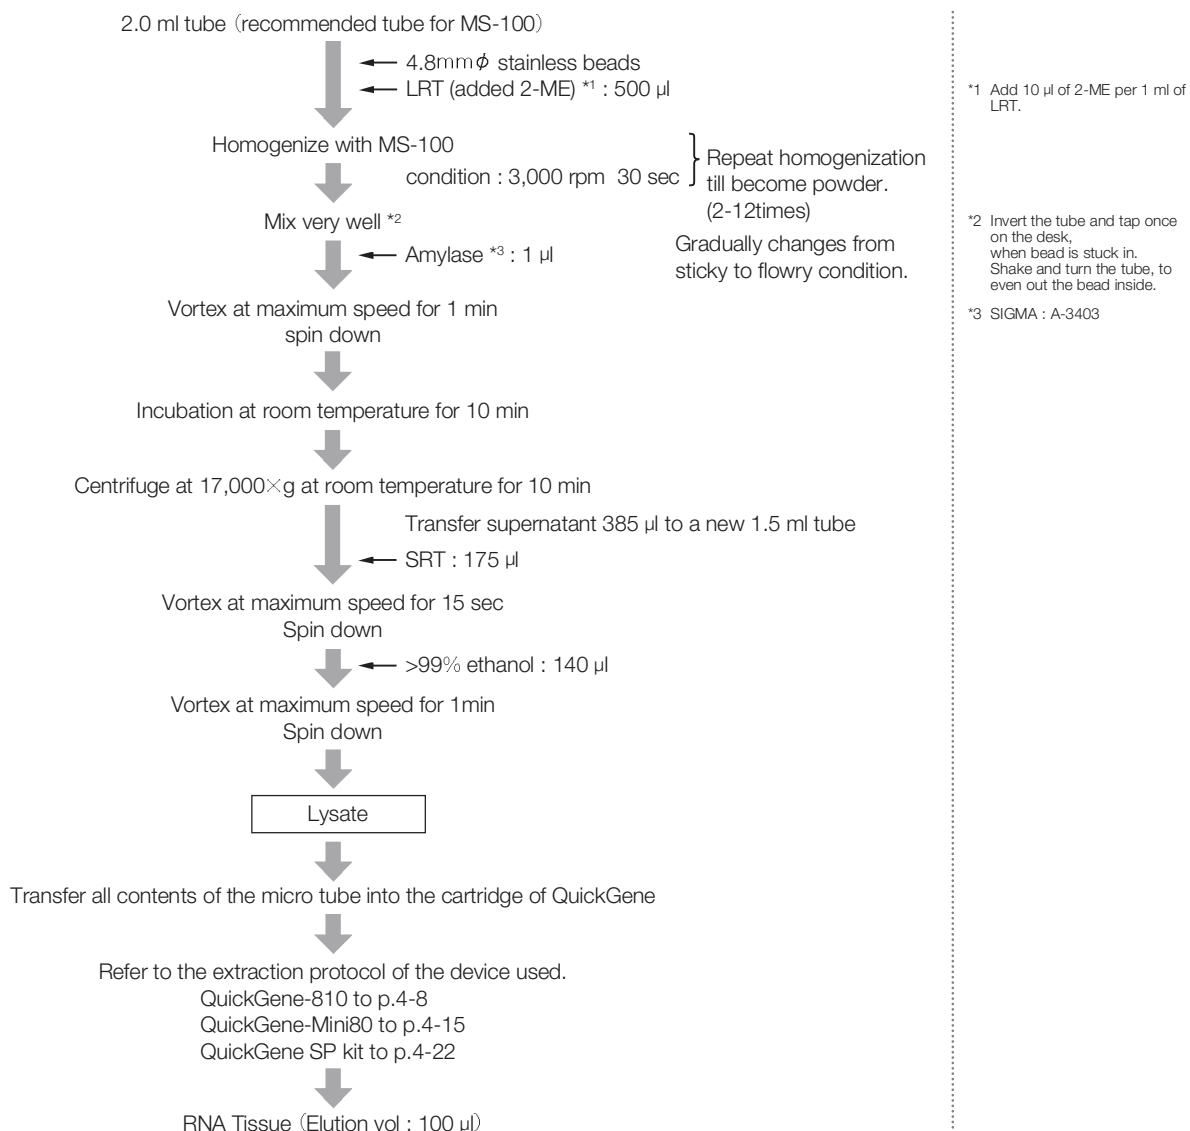 2.0 ml tube (recommended tube for MS-100)
4.8mmϕ stainless beads
LRT (added 2-ME) *1 : 500 µl
Homogenize with MS-100
condition : 3,000 rpm 30 sec
Repeat homogenization
till become powder.
(2-12times)
Mix very well *2
Gradually changes from
sticky to flowry condition.
Amylase *3 : 1 µl
Vortex at maximum speed for 1 min
spin down
Incubation at room temperature for 10 min
Centrifuge at 17,000×g at room temperature for 10 min
Transfer supernatant 385 µl to a new 1.5 ml tube
SRT : 175 µl
Vortex at maximum speed for 15 sec
Spin down
>99% ethanol : 140 µl
Vortex at maximum speed for 1min
Spin down
Lysate
Transfer all contents of the micro tube into the cartridge of QuickGene
Refer to the extraction protocol of the device used.
QuickGene-810 to p.4-8
QuickGene-Mini80 to p.4-15
QuickGene SP kit to p.4-22
RNA Tissue (Elution vol : 100 µl)
*1 Add 10 µl of 2-ME per 1 ml of
LRT.
*2 Invert the tube and tap once
on the desk,
when bead is stuck in.
Shake and turn the tube, to
even out the bead inside.
*3 SIGMA : A-3403